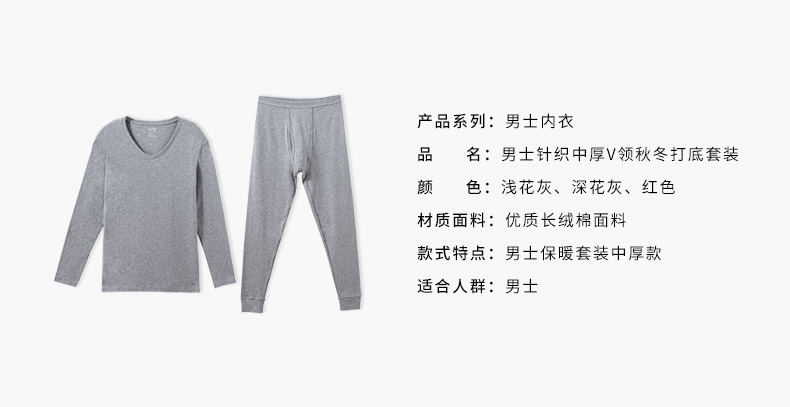 产品系列：男士内衣
品　　名：男士针织中厚V领秋冬打底套装
颜　　色：浅花灰、深花灰、红色
材质面料：优质长绒棉面料
款式特点：男士保暖套装中厚款
适合人群：男士